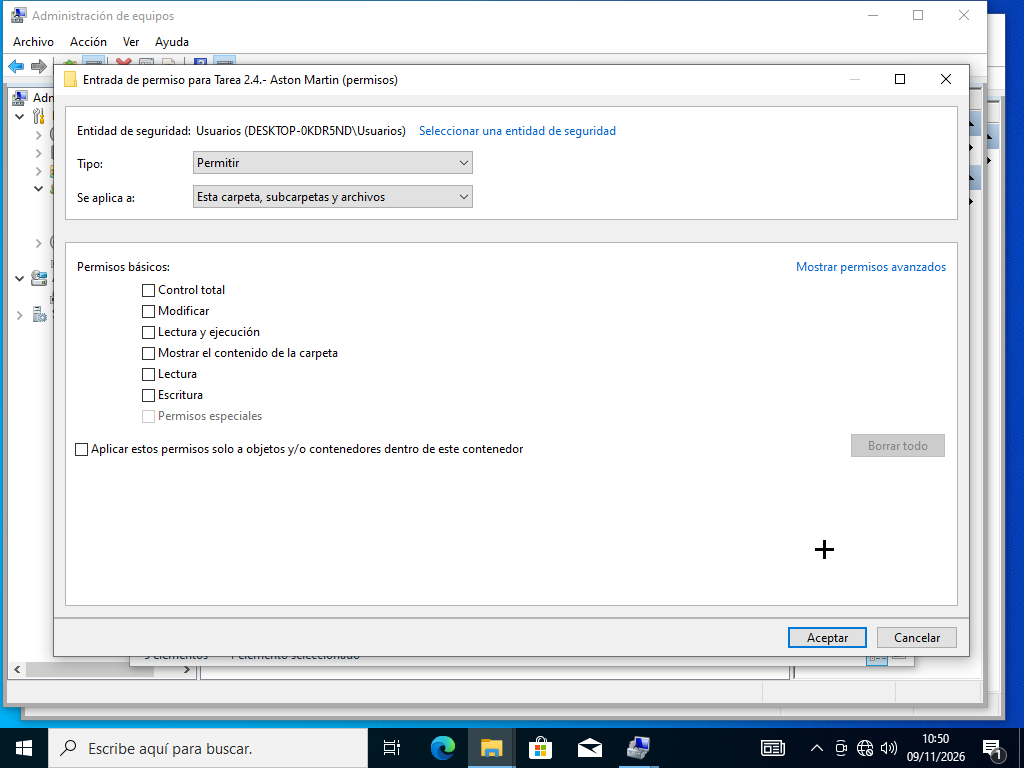 Administración de equipos
Archivo Acción Ver Ayuda
Entrada de permiso para Tarea 2.4.- Aston Martin (permisos)
Entidad de seguridad: Usuarios (DESKTOP-0KDR5ND\Usuarios) Seleccionar una entidad de seguridad
Tipo: Permitir
Se aplica a: Esta carpeta, subcarpetas y archivos
Permisos básicos: Mostrar permisos avanzados
Control total
Modificar
Lectura y ejecución
Mostrar el contenido de la carpeta
Lectura
Escritura
Permisos especiales
Aplicar estos permisos solo a objetos y/o contenedores dentro de este contenedor
Borrar todo
Aceptar Cancelar
Escribe aquí para buscar.
10:50
09/11/2026
1